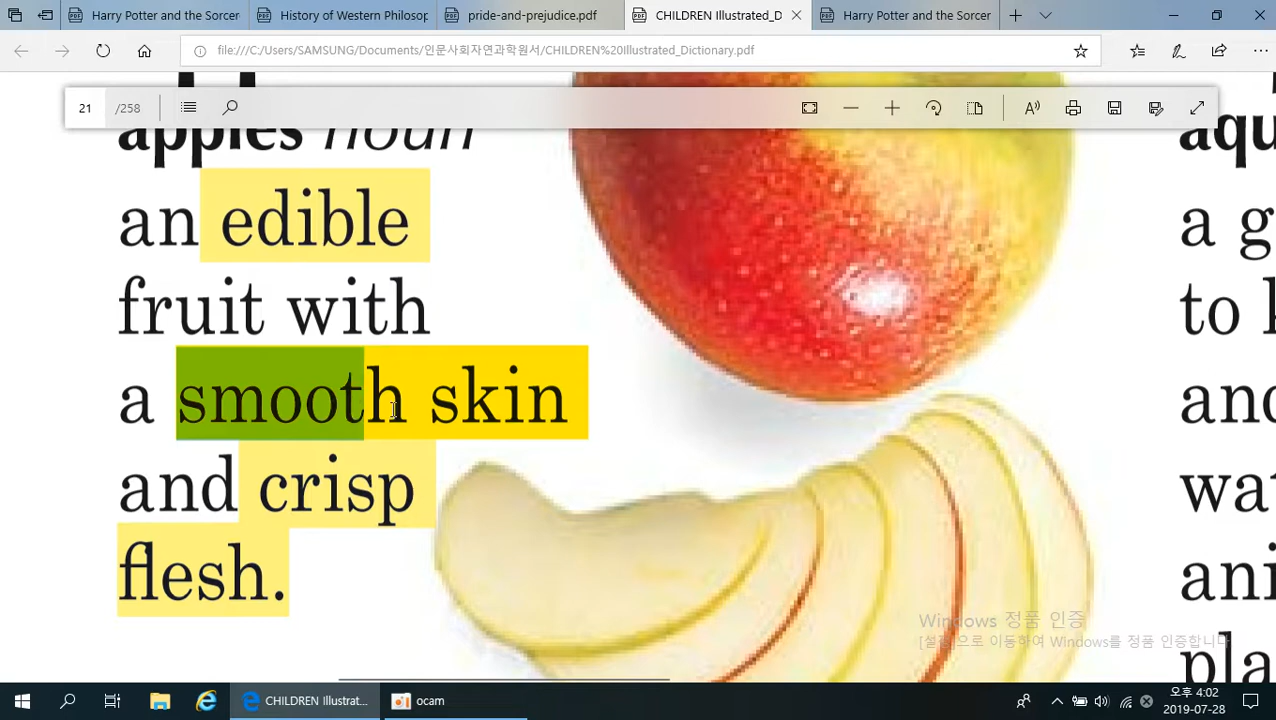 Harry Potter and the Sorcer
History of Western Philosop
pride-and-prejudice.pdf
CHILDREN Illustrated_D
Harry Potter and the Sorcer
file:///C:/Users/SAMSUNG/Documents/인문사회자연과학원서/CHILDREN%20Illustrated_Dictionary.pdf
21 /258
apples noun
an edible
fruit with
a smooth skin
and crisp
flesh.
aqu
a g
to
and
wat
ani
pla
Windows 정품 인증
[설정]으로 이동하여 Windows를 정품 인증합니다
CHILDREN Illustrat...
ocam
오후 4:02
2019-07-28